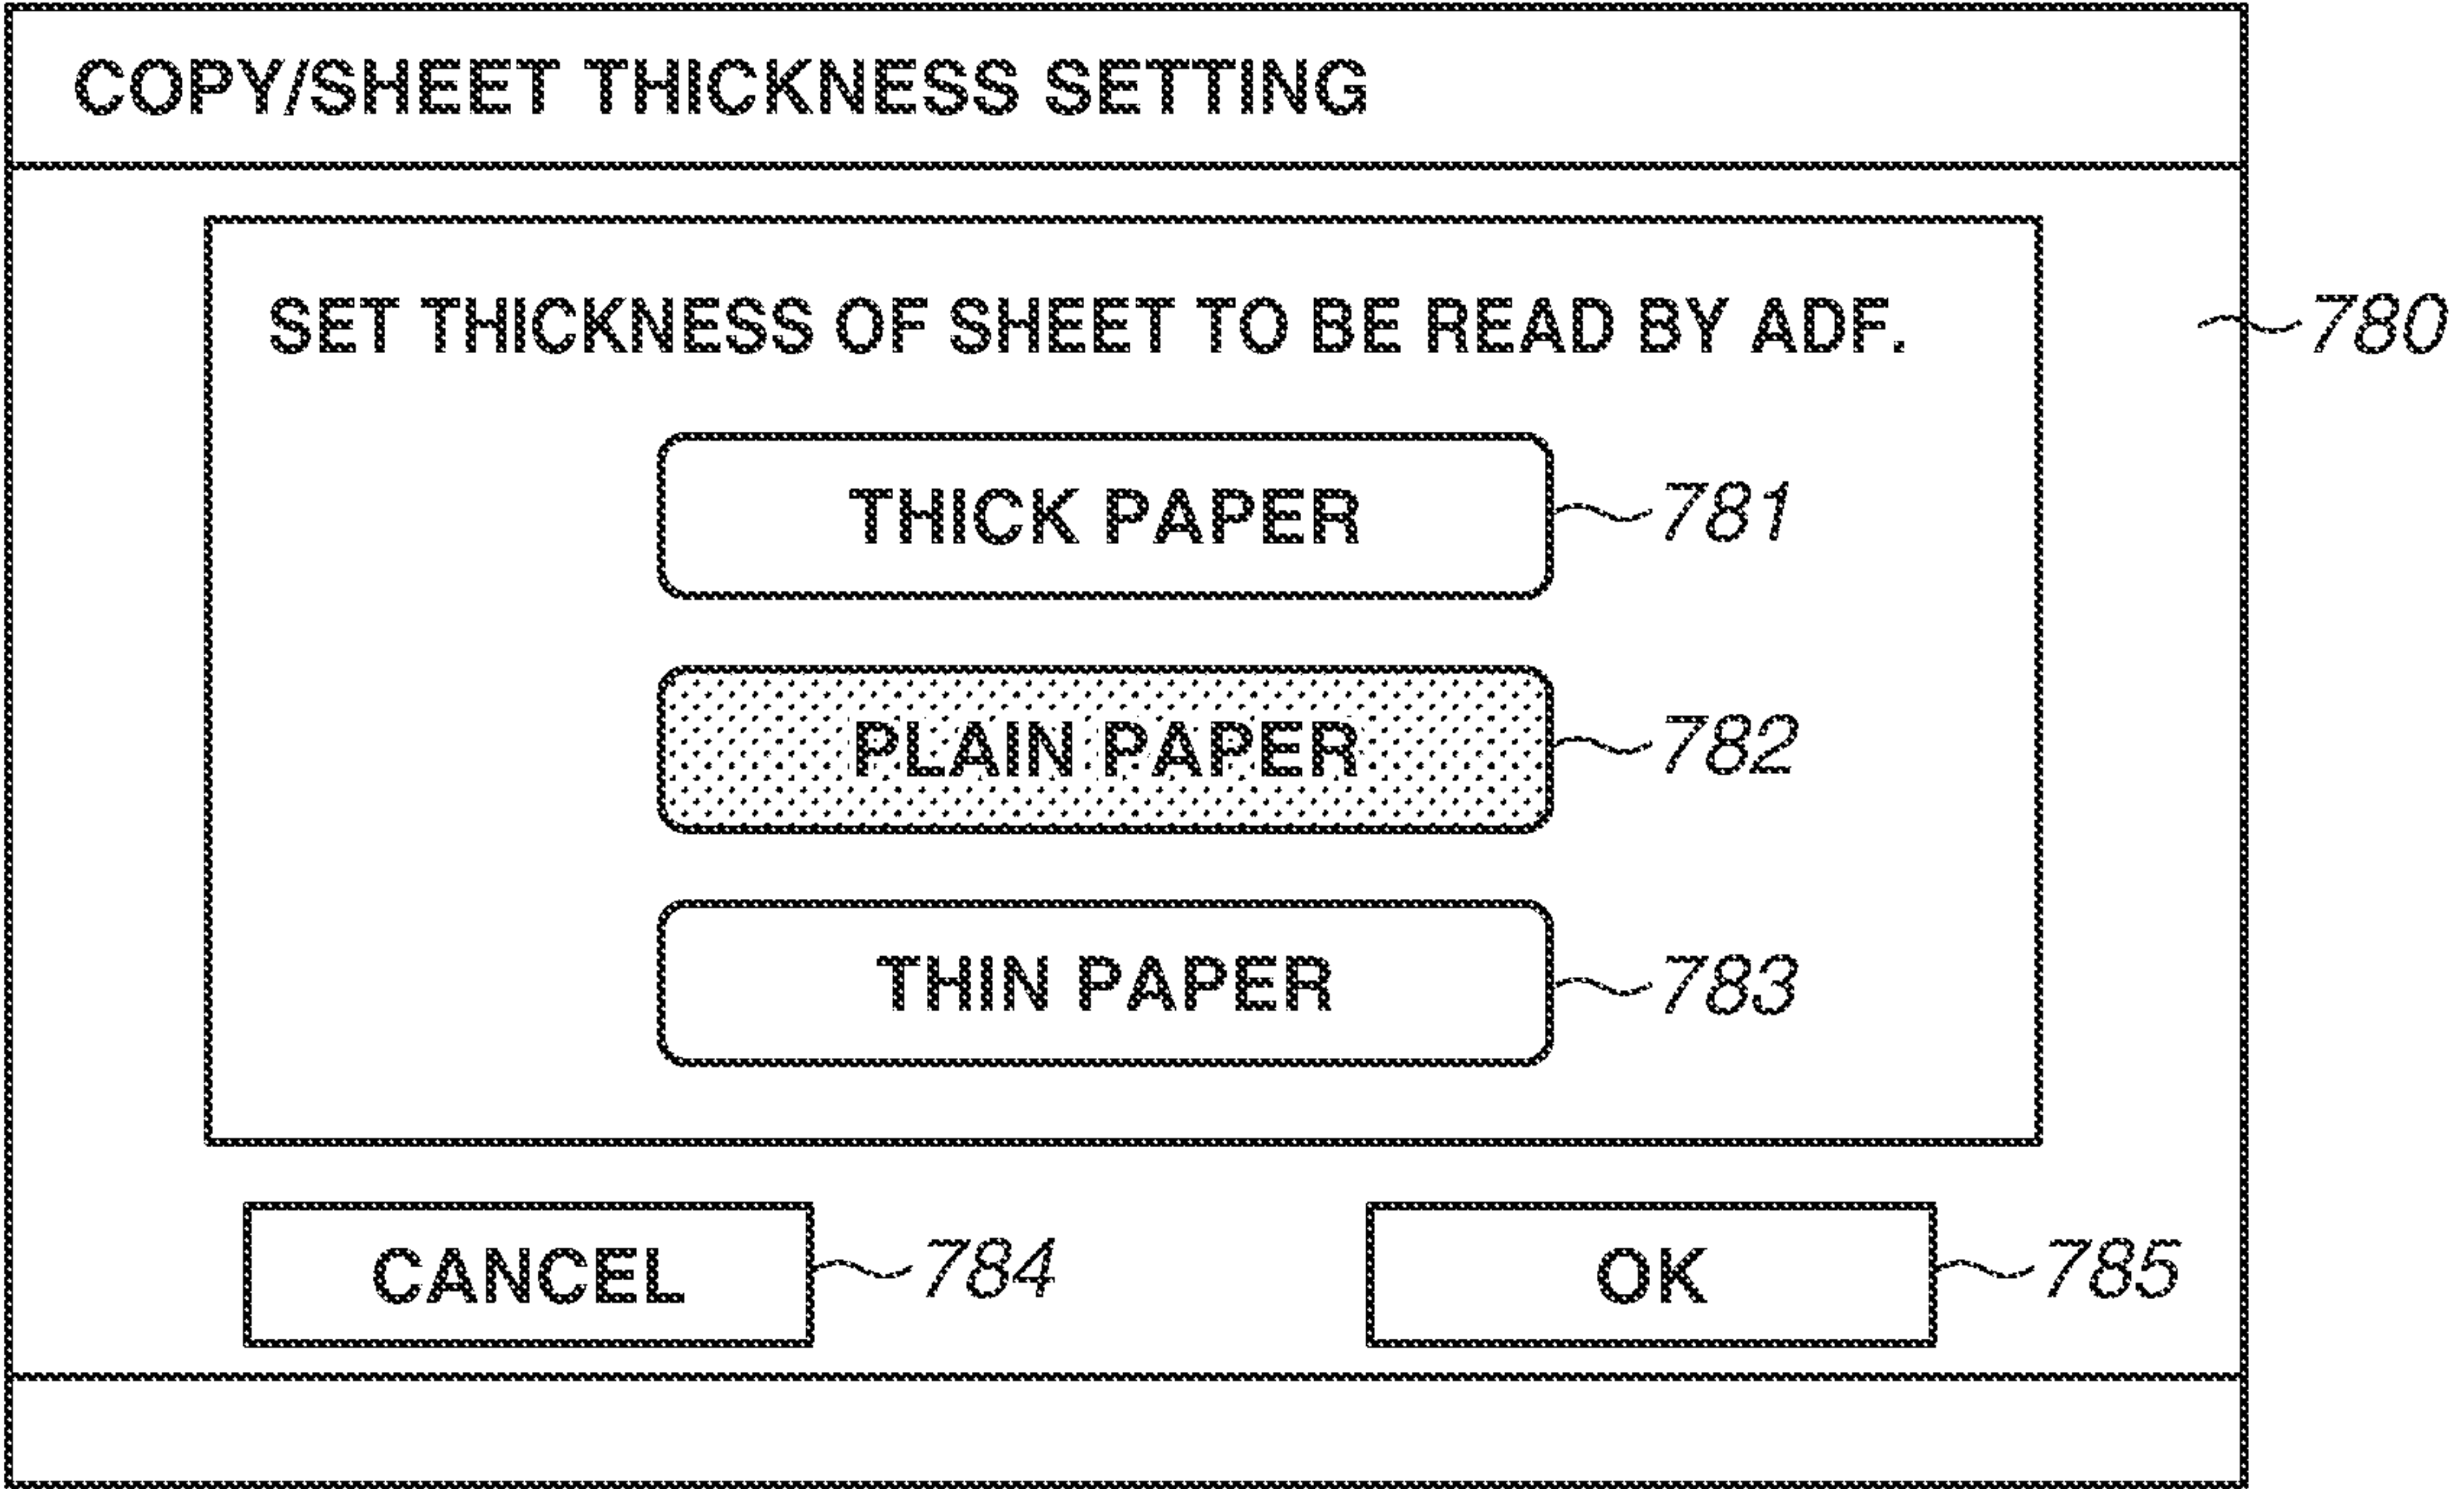 COPY/SHEET THICKNESS SETTING
SET THICKNESS OF SHEET TO BE READ BY ADF.
780
THICK PAPER
781
PLAIN PAPER
782
THIN PAPER
783
CANCEL
784
OK
785